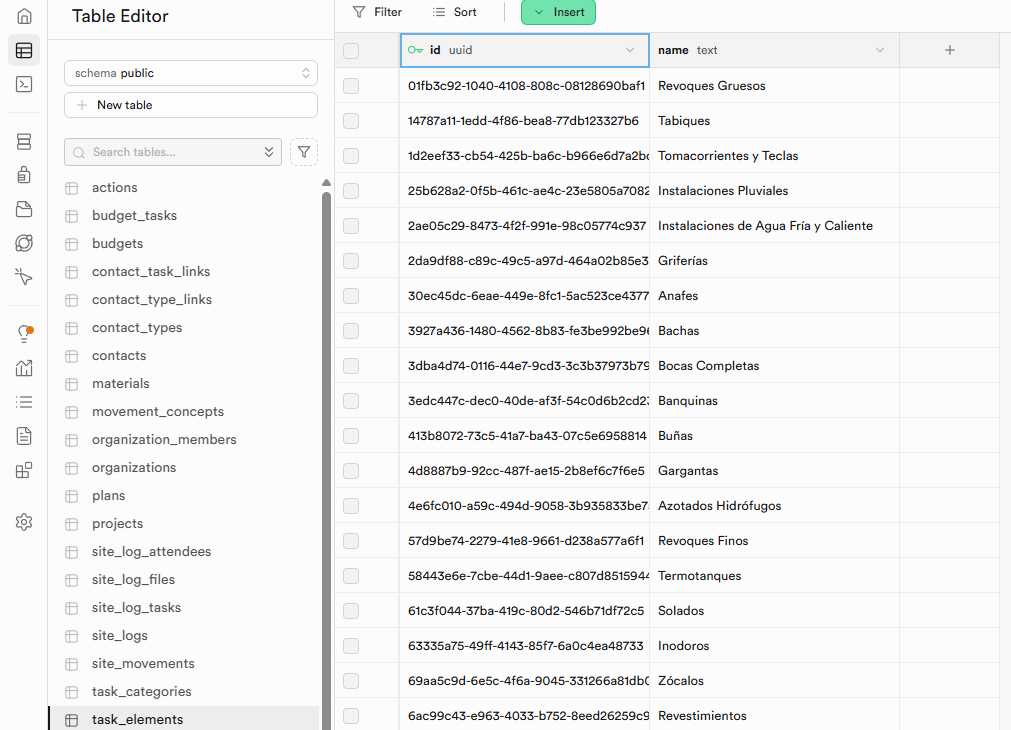 Table Editor
schema public
New table
Search tables...
actions
budget_tasks
budgets
contact_task_links
contact_type_links
contact_types
contacts
materials
movement_concepts
organization_members
organizations
plans
projects
site_log_attendees
site_log_files
site_log_tasks
site_logs
site_movements
task_categories
task_elements
Filter Sort Insert
id uuid name text
01fb3c92-1040-4108-808c-08128690baf1 Revoques Gruesos
14787a11-1edd-4f86-bea8-77db123327b6 Tabiques
1d2eef33-cb54-425b-ba6c-b966e6d7a2bc Tomacorrientes y Teclas
25b628a2-0f5b-461c-ae4c-23e5805a7082 Instalaciones Pluviales
2ae05c29-8473-4f2f-991e-98c05774c937 Instalaciones de Agua Fría y Caliente
2da9df88-c89c-49c5-a97d-464a02b85e3 Griferías
30ec45dc-6eae-449e-8fc1-5ac523ce4377 Anafes
3927a436-1480-4562-8b83-fe3be992be96 Bachas
3dba4d74-0116-44e7-9cd3-3c3b37973b79 Bocas Completas
3edc447c-dec0-40de-af3f-54c0d6b2cd23 Banquinas
413b8072-73c5-41a7-ba43-07c5e6958814 Buñas
4d8887b9-92cc-487f-ae15-2b8ef6c7f6e5 Gargantas
4e6fc010-a59c-494d-9058-3b935833be73 Azotados Hidrófugos
57d9be74-2279-41e8-9661-d238a577a6f1 Revoques Finos
58443e6e-7cbe-44d1-9aee-c807d8515944 Termotanques
61c3f044-37ba-419c-80d2-546b71df72c5 Solados
63335a75-49ff-4143-85f7-6a0c4ea48733 Inodoros
69aa5c9d-6e5c-4f6a-9045-331266a81db0 Zócalos
6ac99c43-e963-4033-b752-8eed26259c9 Revestimientos